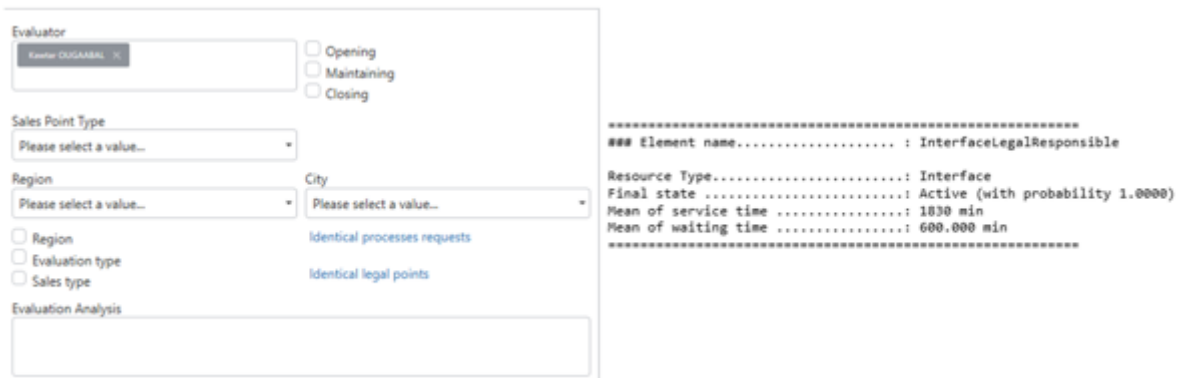 Evaluator
Kawtar OUGAABAL ×
Opening
Maintaining
Closing
Sales Point Type
Please select a value...
Region
City
Please select a value...
Please select a value...
Region
Identical processes requests
Evaluation type
Sales type
Identical legal points
Evaluation Analysis
===========================================================
### Element name.................... : InterfaceLegalResponsible
Resource Type........................: Interface
Final state .........................: Active (with probability 1.0000)
Mean of service time ................: 1830 min
Mean of waiting time ................: 600.000 min
===========================================================